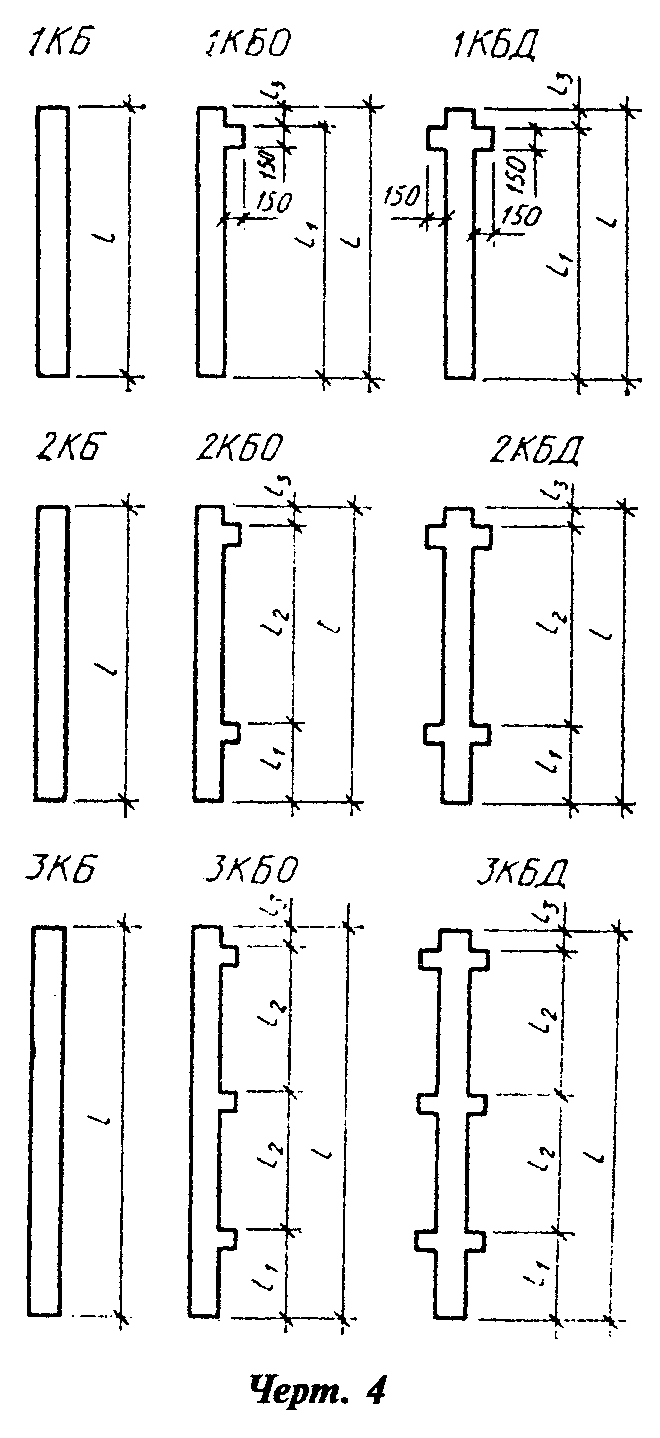 1КБ 1КБО 1КБД
l3 l3
150 150
150 150 150
l l1 l l1 l
2КБ 2КБО 2КБД
l3 l3
l2 l l2 l
l l1 l1
3КБ 3КБО 3КБД
l3 l3
l2 l2
l l2 l l2 l
l1 l1
Черт. 4